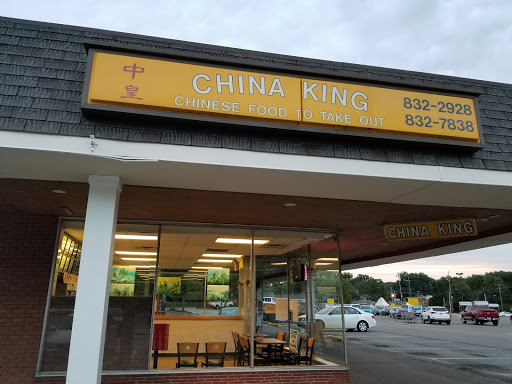 中
皇
CHINA KING
CHINESE FOOD TO TAKE OUT
832-2928
832-7838
CHINA KING